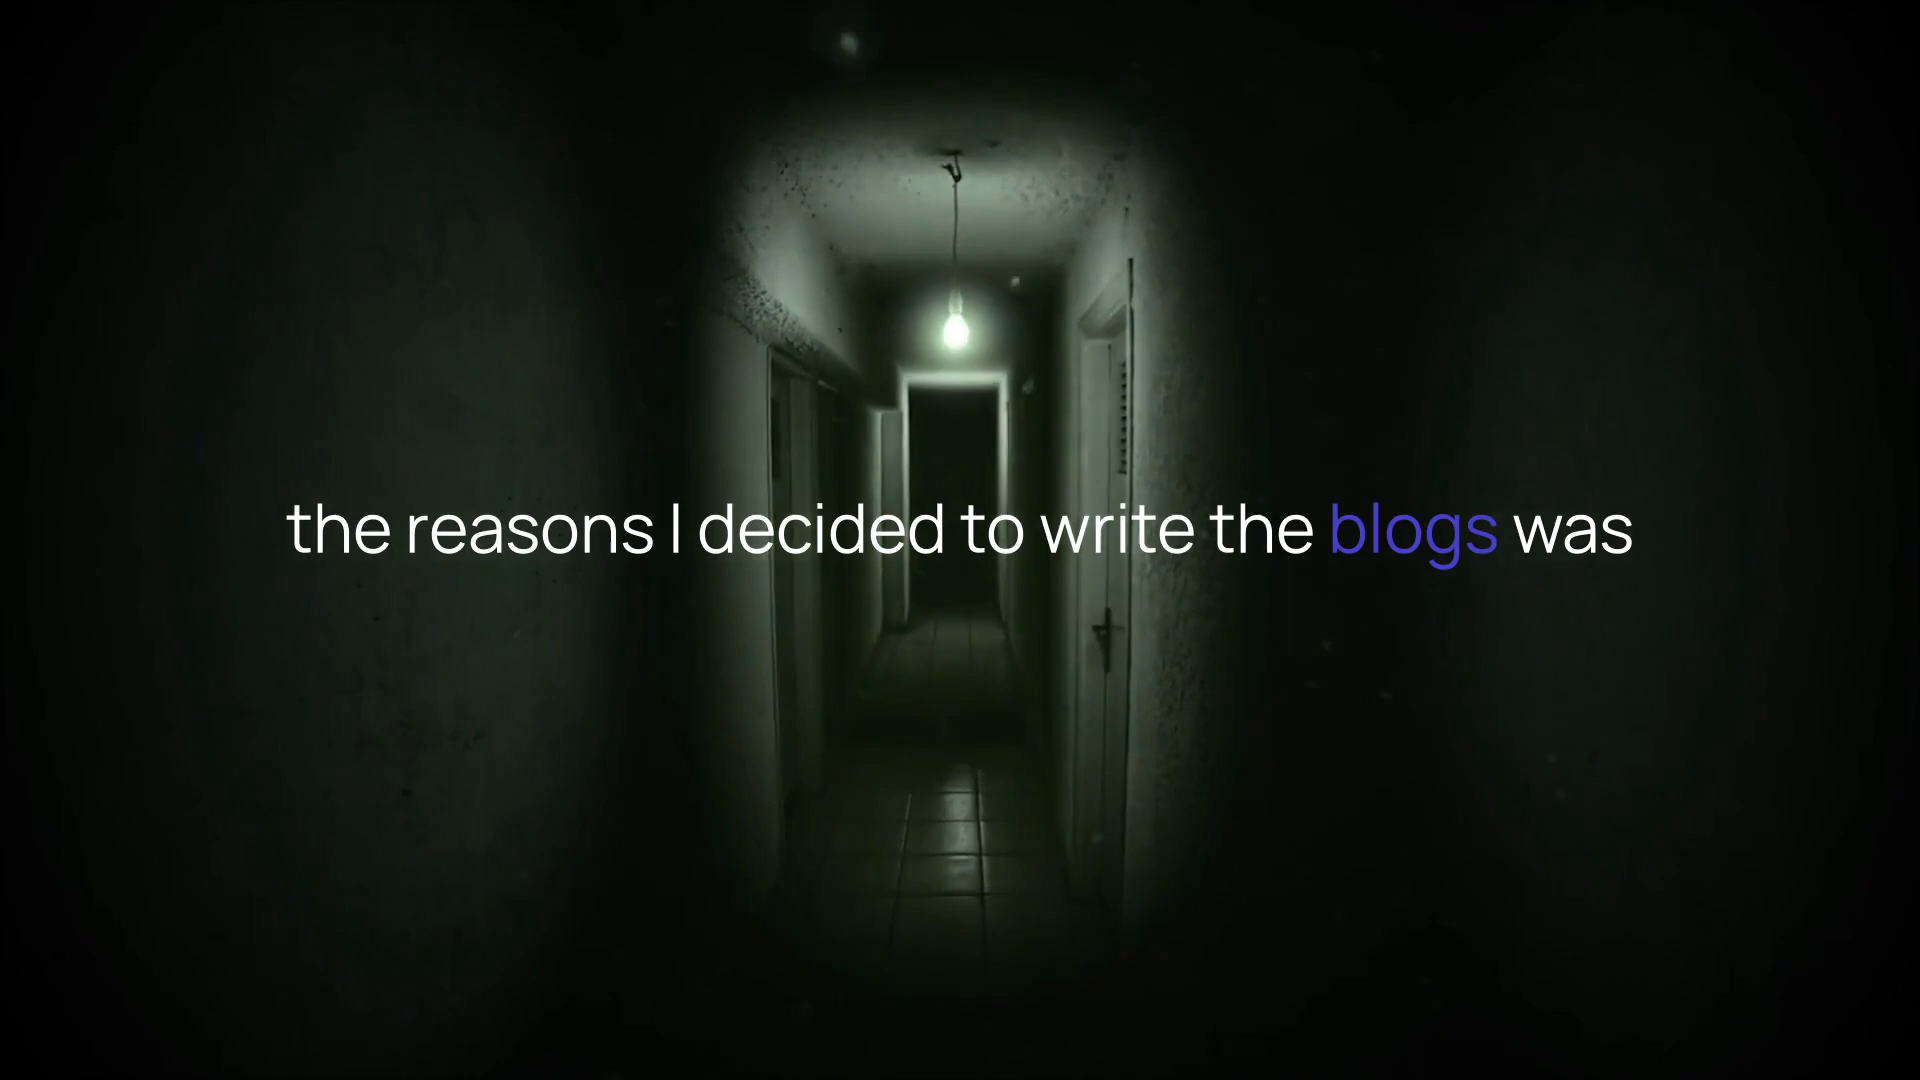 the reasons I decided to write the blogs was